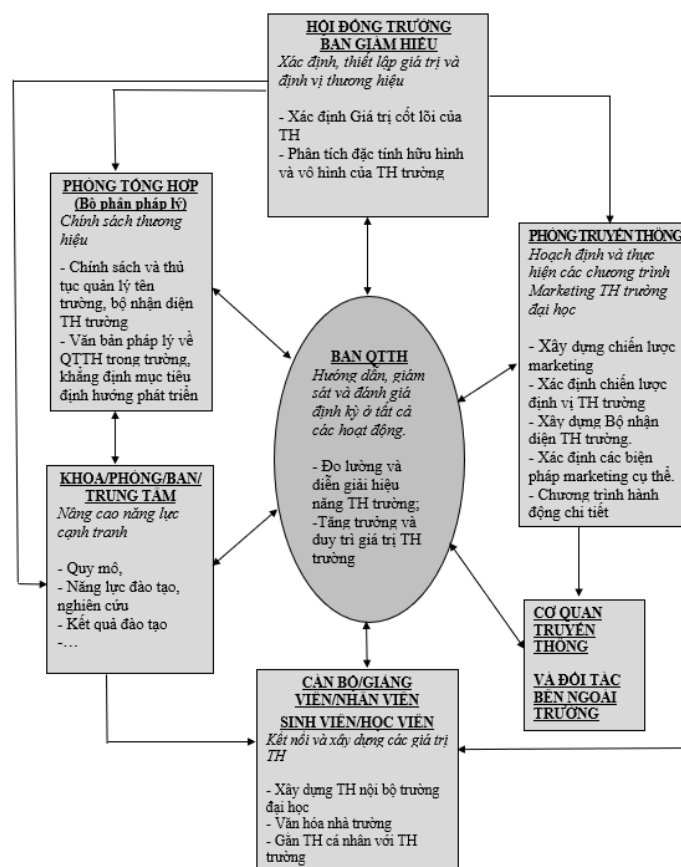 HỘI ĐỒNG TRƯỜNG
BAN GIÁM HIỆU
Xác định, thiết lập giá trị và
định vị thương hiệu
- Xác định Giá trị cốt lõi của
TH
- Phân tích đặc tính hữu hình
và vô hình của TH trường
PHÒNG TỔNG HỢP
(Bộ phận pháp lý)
Chính sách thương
hiệu
- Chính sách và thủ
tục quản lý tên
trường, bộ nhận diện
TH trường
- Văn bản pháp lý về
QTTH trong trường,
khẳng định mục tiêu
định hướng phát triển
PHÒNG TRUYỀN THÔNG
Hoạch định và thực
hiện các chương trình
Marketing TH trường
đại học
- Xây dựng chiến lược
marketing
- Xác định chiến lược
định vị TH trường
- Xây dựng Bộ nhận
diện TH trường.
- Xác định các biện
pháp marketing cụ thể.
- Chương trình hành
động chi tiết
BAN QTTH
Hướng dẫn, giám
sát và đánh giá
định kỳ ở tất cả
các hoạt động.
- Đo lường và
diễn giải hiệu
năng TH trường;
-Tăng trưởng và
duy trì giá trị TH
trường
KHOA/PHÒNG/BAN/
TRUNG TÂM
Nâng cao năng lực
cạnh tranh
- Quy mô,
- Năng lực đào tạo,
nghiên cứu
- Kết quả đào tạo
-…
CƠ QUAN
TRUYỀN
THÔNG
VÀ ĐỐI TÁC
BÊN NGOÀI
TRƯỜNG
CÁN BỘ/GIẢNG
VIÊN/NHÂN VIÊN
SINH VIÊN/HỌC VIÊN
Kết nối và xây dựng các giá trị
TH
- Xây dựng TH nội bộ trường
đại học
- Văn hóa nhà trường
- Gắn TH cá nhân với TH
trường